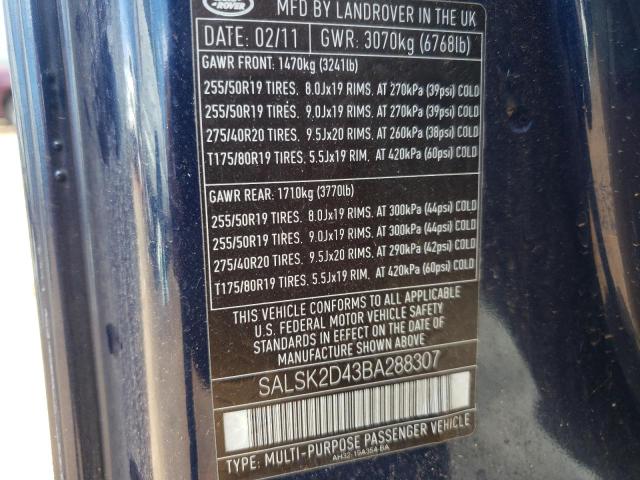 ROVER
MFD BY LANDROVER IN THE UK
DATE: 02/11 GWR: 3070kg (6768lb)
GAWR FRONT: 1470kg (3241lb)
255/50R19 TIRES. 8.0Jx19 RIMS. AT 270kPa (39psi) COLD
255/50R19 TIRES. 9.0Jx19 RIMS. AT 270kPa (39psi) COLD
275/40R20 TIRES. 9.5Jx20 RIMS. AT 260kPa (38psi) COLD
T175/80R19 TIRES. 5.5Jx19 RIM. AT 420kPa (60psi) COLD
GAWR REAR: 1710kg (3770lb)
255/50R19 TIRES. 8.0Jx19 RIMS. AT 300kPa (44psi) COLD
255/50R19 TIRES. 9.0Jx19 RIMS. AT 300kPa (44psi) COLD
275/40R20 TIRES. 9.5Jx20 RIMS. AT 290kPa (42psi) COLD
T175/80R19 TIRES. 5.5Jx19 RIM. AT 420kPa (60psi) COLD
THIS VEHICLE CONFORMS TO ALL APPLICABLE
U.S. FEDERAL MOTOR VEHICLE SAFETY
STANDARDS IN EFFECT ON THE DATE OF
MANUFACTURE SHOWN ABOVE
SALSK2D43BA288307
TYPE: MULTI-PURPOSE PASSENGER VEHICLE
AH32-19A354-BA